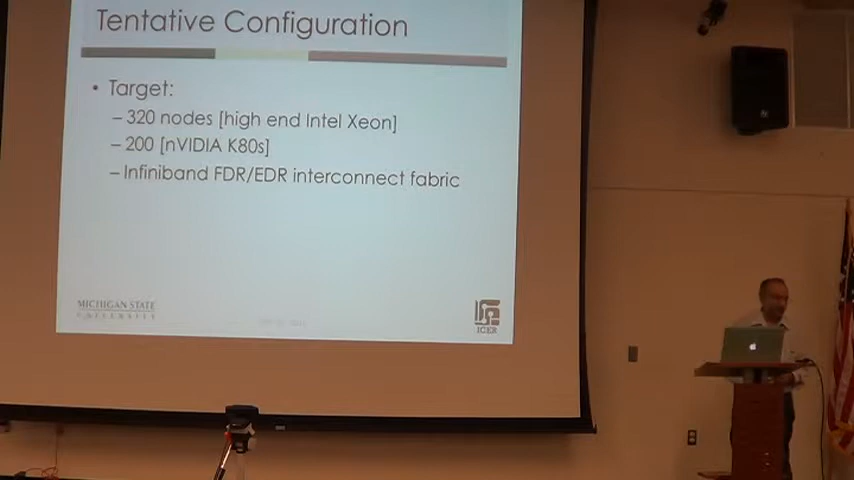 Tentative Configuration
• Target:
– 320 nodes [high end Intel Xeon]
– 200 [nVIDIA K80s]
– Infiniband FDR/EDR interconnect fabric
MICHIGAN STATE
UNIVERSITY
ICER